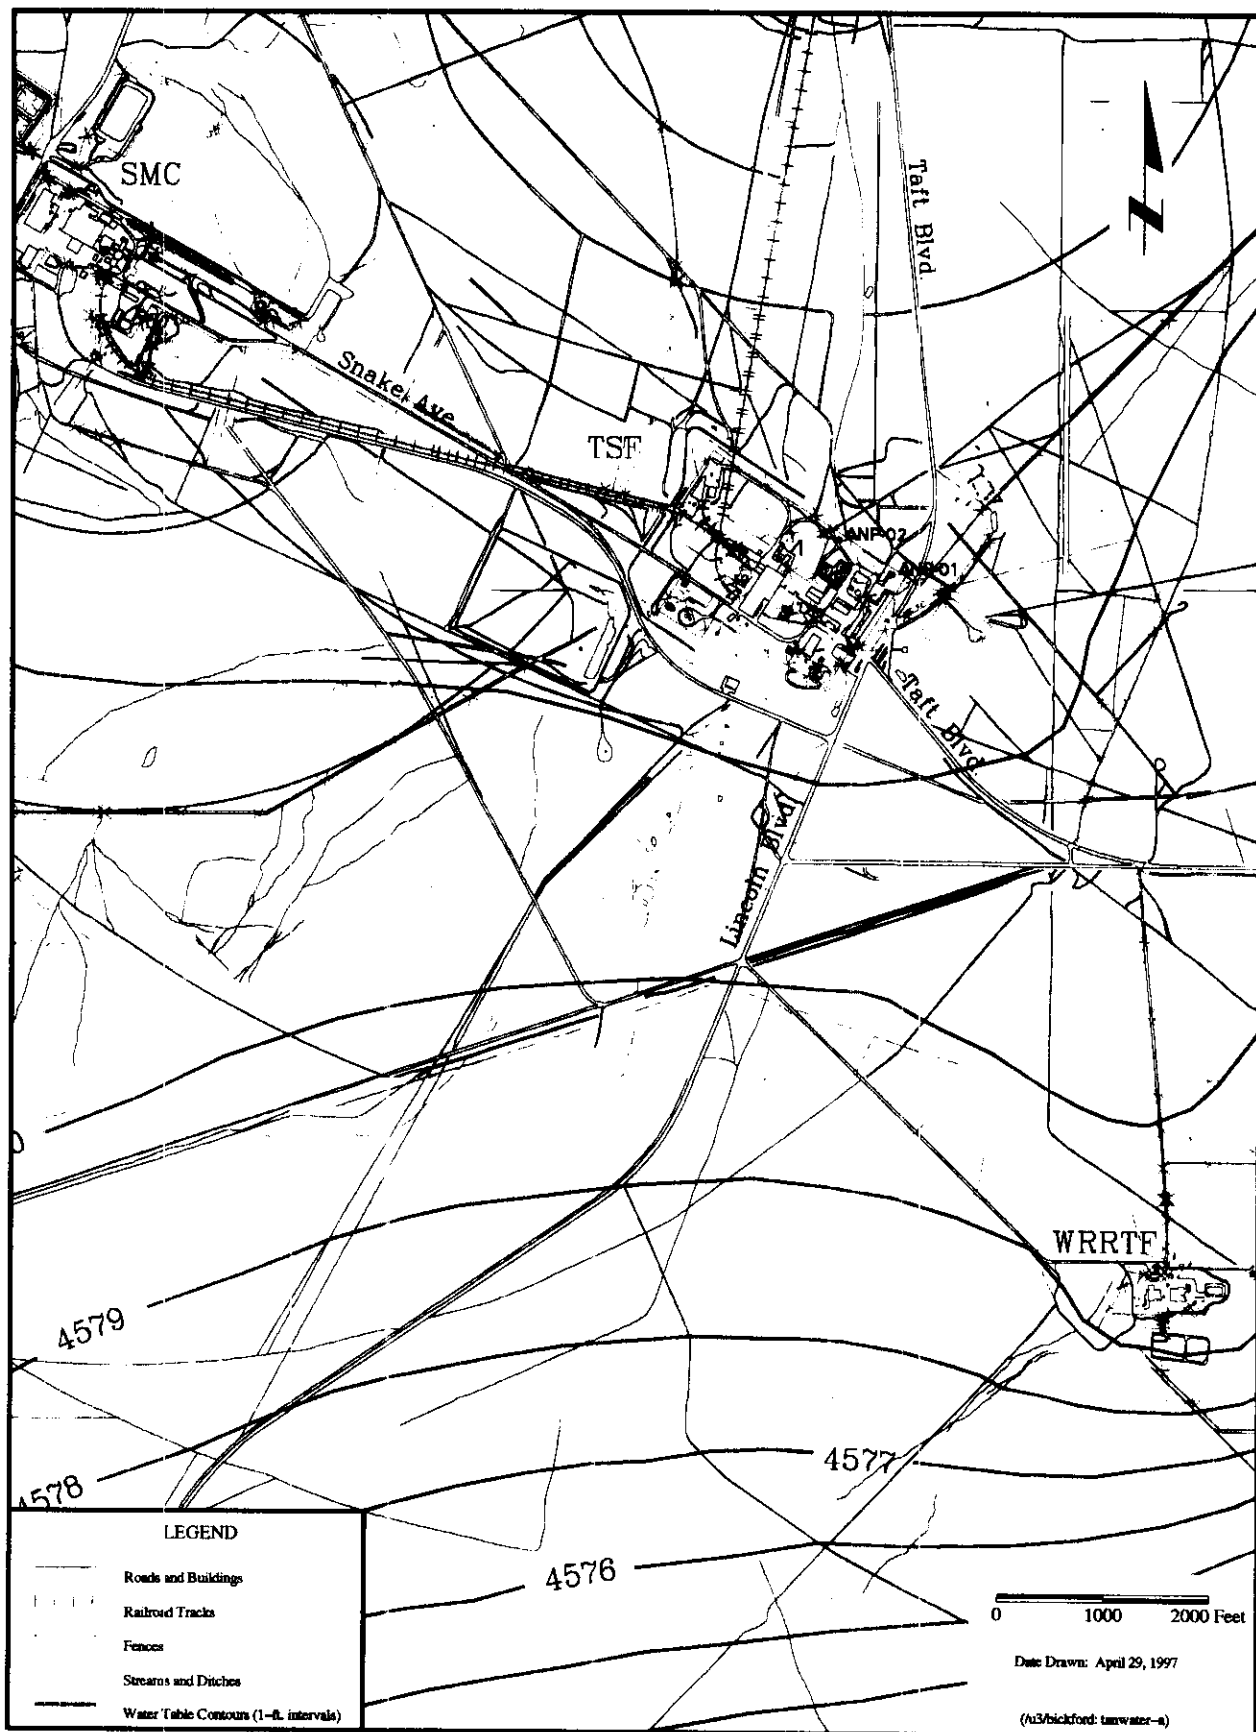 SMC
Taft Blvd
Snake Ave
TSF
ANP-02
ANP-01
Taft Blvd
Lincoln Blvd
WRRTF
4579
4578
4577
4576
LEGEND
Roads and Buildings
Railroad Tracks
Fences
Streams and Ditches
Water Table Contours (1-ft. intervals)
0 1000 2000 Feet
Date Drawn: April 29, 1997
(/u3/bickford: tanwater-a)